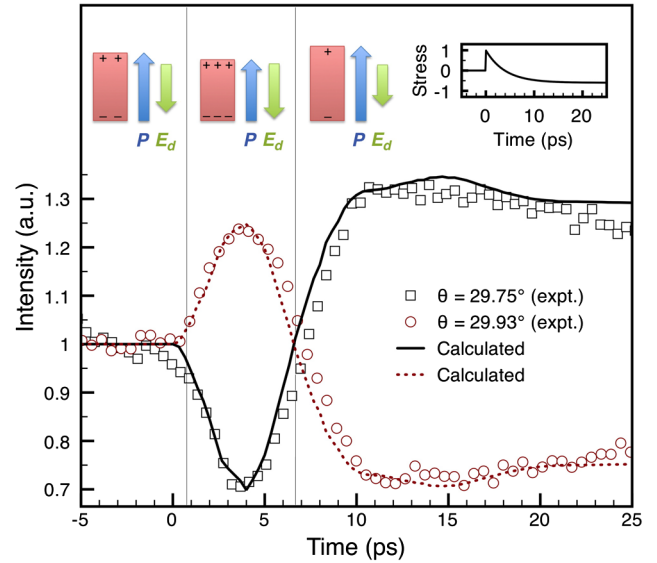 + +
– –
P E_d
+ + +
– – –
P E_d
+
–
P E_d
Stress
1
0
-1
0 10 20
Time (ps)
Intensity (a.u.)
1.3
1.2
1.1
1
0.9
0.8
0.7
θ = 29.75° (expt.)
θ = 29.93° (expt.)
Calculated
Calculated
-5 0 5 10 15 20 25
Time (ps)